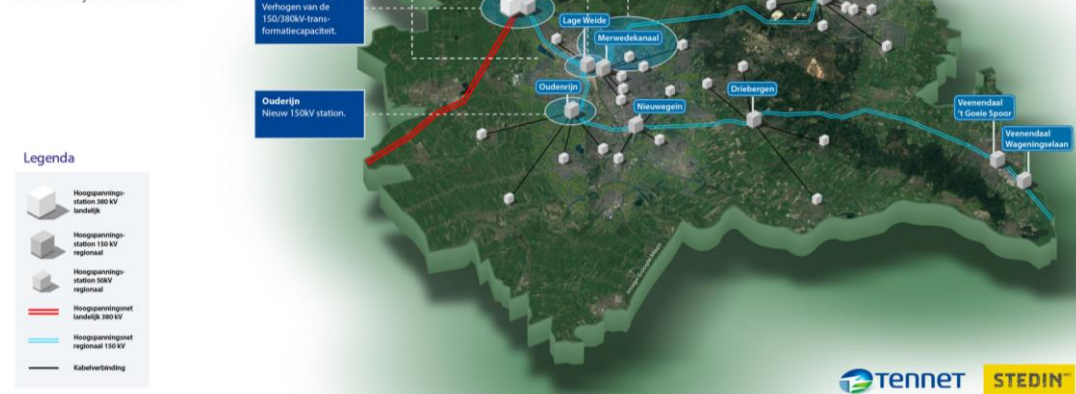 Verhogen van de
150/380kV-trans-
formatiecapaciteit.
Lage Weide
Merwedekanaal
Oudenrijn
Nieuwegein
Driebergen
Veenendaal
't Goeie Spoor
Veenendaal
Wageningselaan
Ouderijn
Nieuw 150kV station.
Legenda
Hoogspannings-
station 380 kV
landelijk
Hoogspannings-
station 150 kV
regionaal
Hoogspannings-
station 50kV
regionaal
Hoogspanningsnet
landelijk 380 kV
Hoogspanningsnet
regionaal 150 kV
Kabelverbinding
TENNET
STEDIN